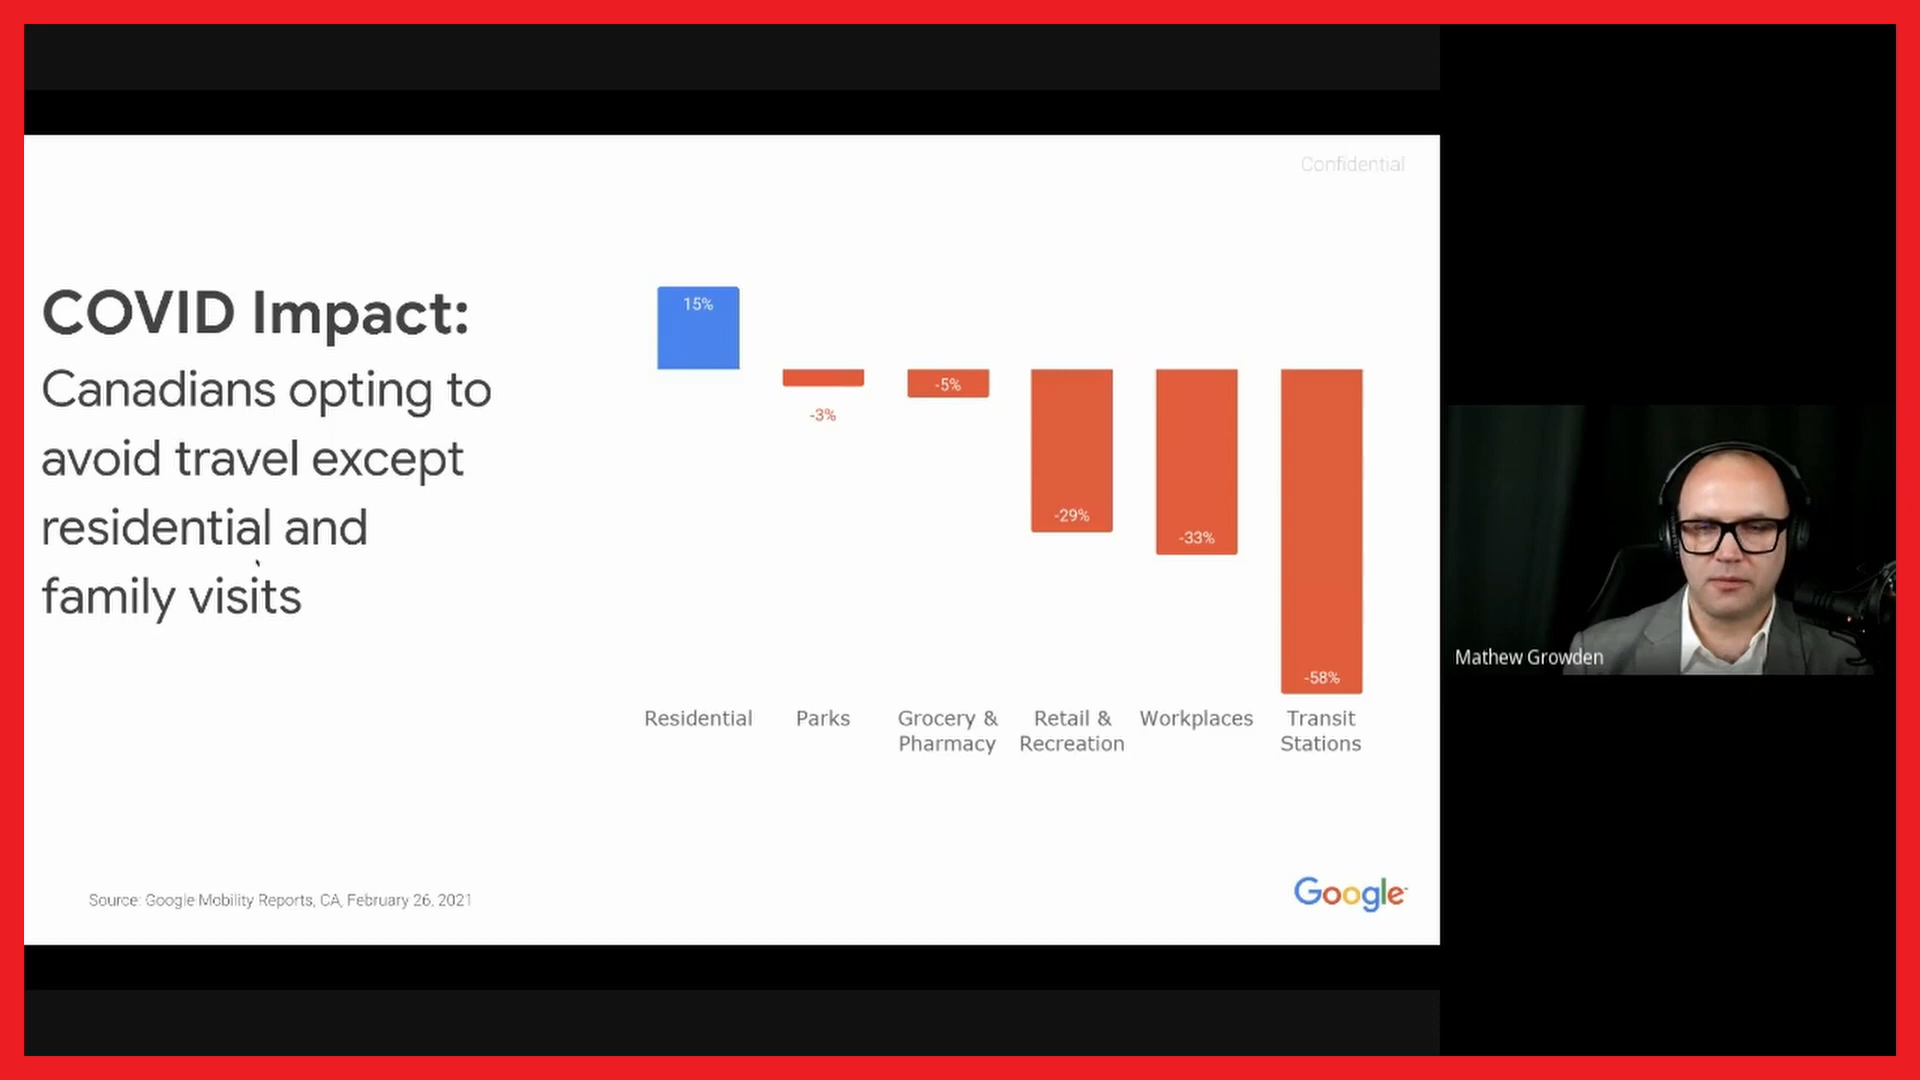 Confidential
COVID Impact:
Canadians opting to
avoid travel except
residential and
family visits
15%
-3%
-5%
-29%
-33%
-58%
Residential
Parks
Grocery &
Pharmacy
Retail &
Recreation
Workplaces
Transit
Stations
Source: Google Mobility Reports, CA, February 26, 2021
Google
Mathew Growden